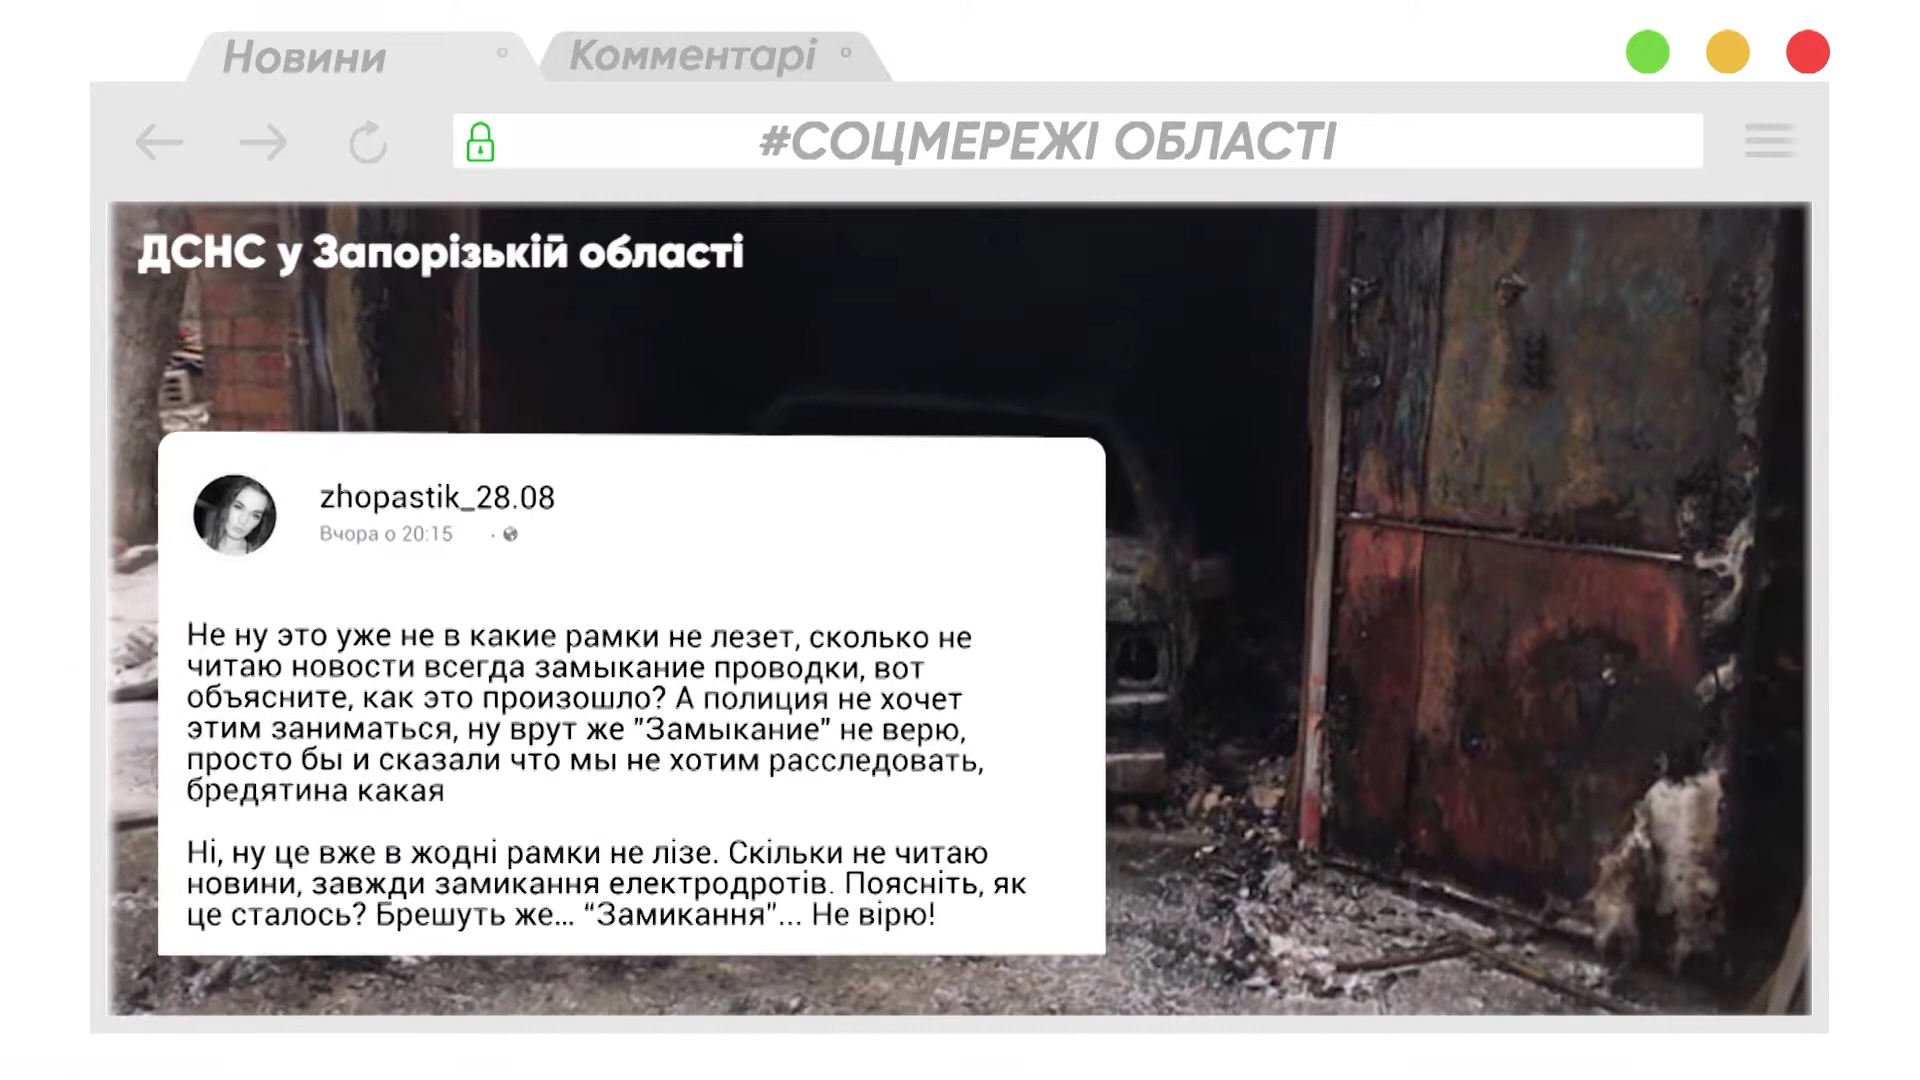 Новини
Комментарі
#СОЦМЕРЕЖІ ОБЛАСТІ
ДСНС у Запорізькій області
zhopastik_28.08
Вчора о 20:15
Не ну это уже не в какие рамки не лезет, сколько не
читаю новости всегда замыкание проводки, вот
объясните, как это произошло? А полиция не хочет
этим заниматься, ну врут же "Замыкание" не верю,
просто бы и сказали что мы не хотим расследовать,
бредятина какая
Ні, ну це вже в жодні рамки не лізе. Скільки не читаю
новини, завжди замикання електродротів. Поясніть, як
це сталось? Брешуть же... “Замикання”... Не вірю!